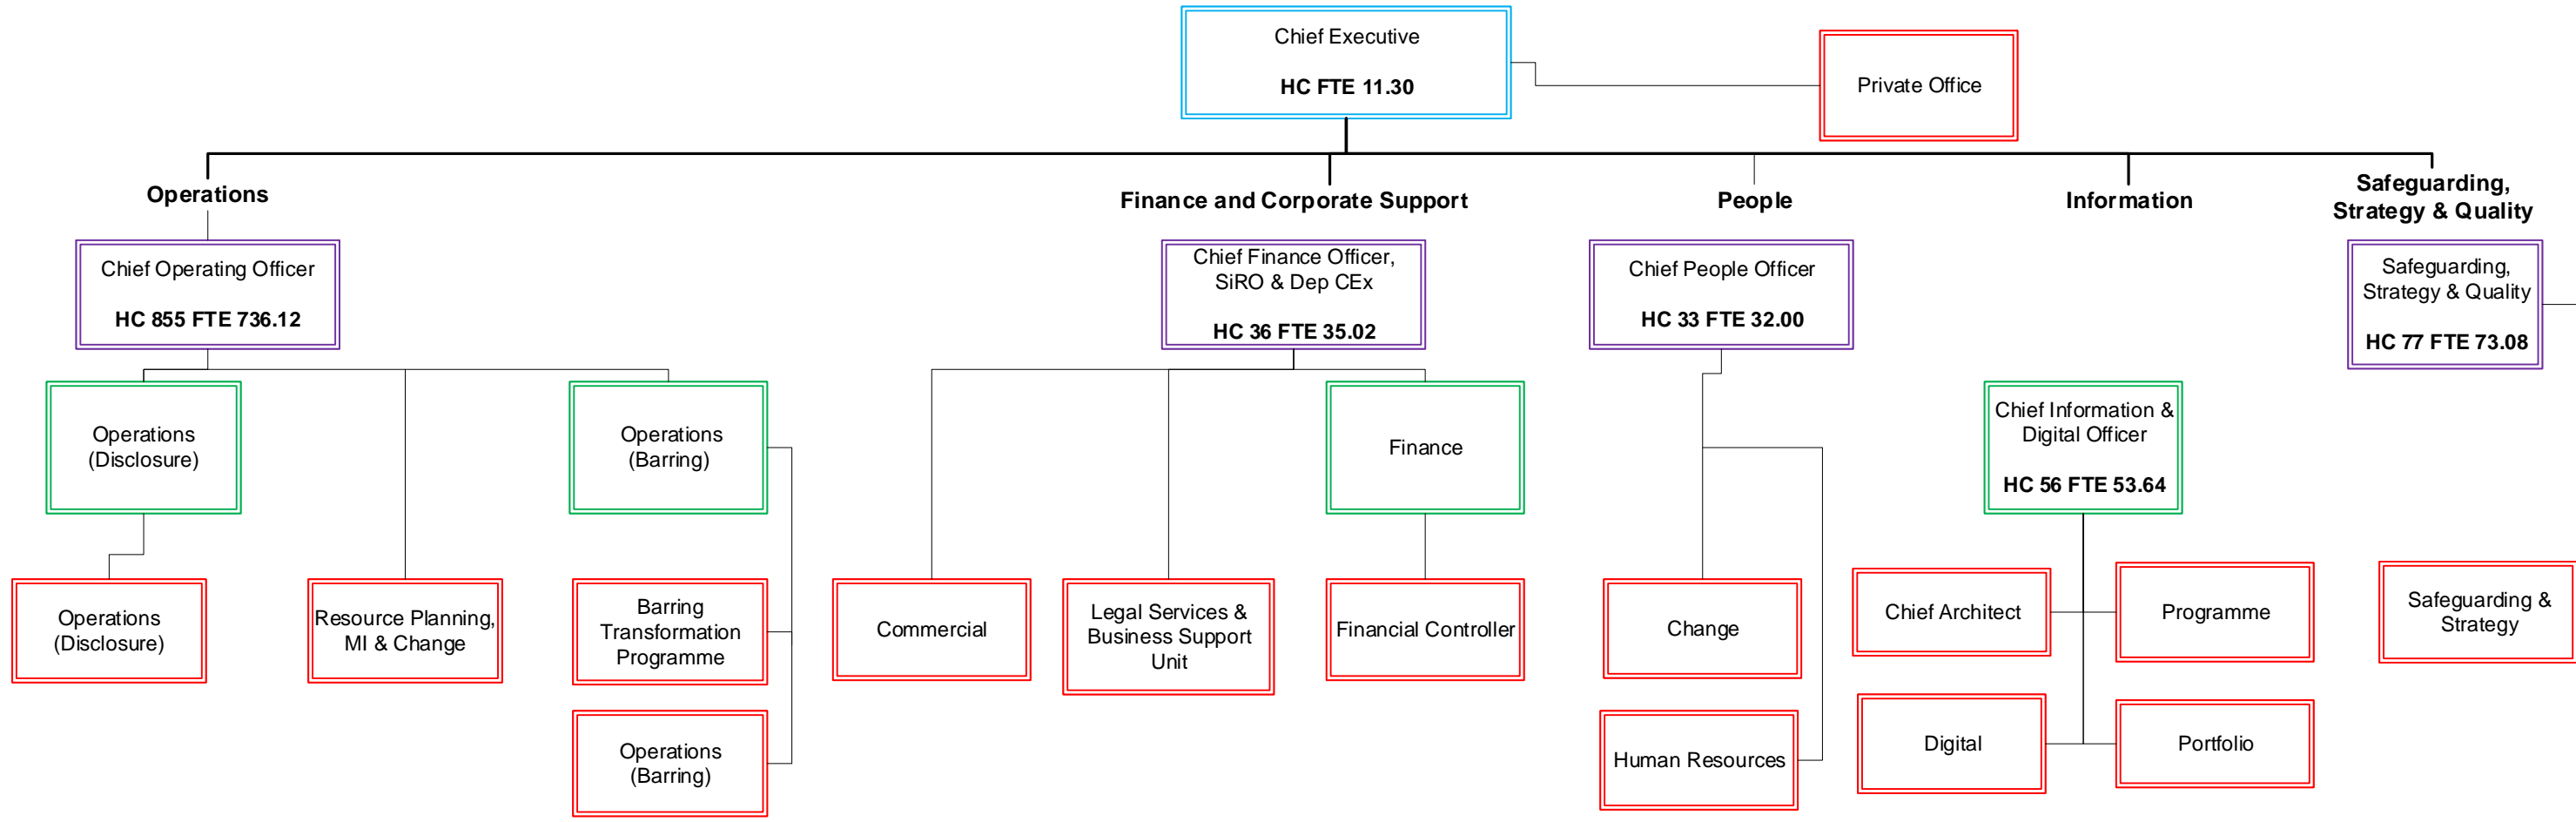 Chief Executive
HC FTE 11.30
Private Office
Operations
Finance and Corporate Support
People
Information
Safeguarding,
Strategy & Quality
Chief Operating Officer
HC 855 FTE 736.12
Chief Finance Officer,
SiRO & Dep CEx
HC 36 FTE 35.02
Chief People Officer
HC 33 FTE 32.00
Safeguarding,
Strategy & Quality
HC 77 FTE 73.08
Operations
(Disclosure)
Operations
(Barring)
Finance
Chief Information &
Digital Officer
HC 56 FTE 53.64
Operations
(Disclosure)
Resource Planning,
MI & Change
Barring
Transformation
Programme
Commercial
Legal Services &
Business Support
Unit
Financial Controller
Change
Chief Architect
Programme
Safeguarding &
Strategy
Operations
(Barring)
Human Resources
Digital
Portfolio